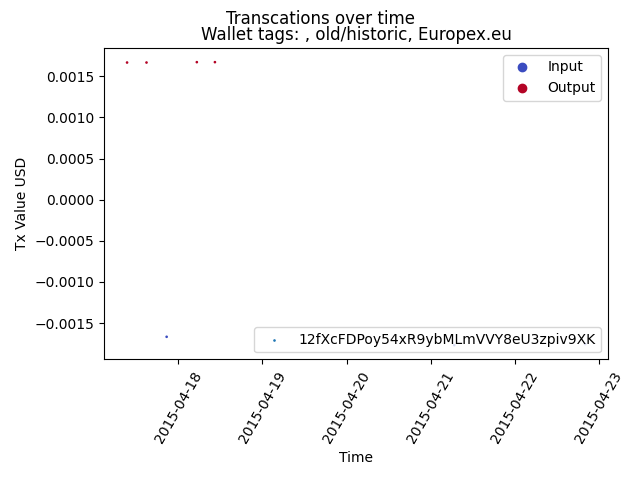 Transcations over time
Wallet tags: , old/historic, Europex.eu
Input
Output
0.0015
0.0010
0.0005
0.0000
−0.0005
−0.0010
−0.0015
Tx Value USD
12fXcFDPoy54xR9ybMLmVVY8eU3zpiv9XK
2015-04-18
2015-04-19
2015-04-20
2015-04-21
2015-04-22
2015-04-23
Time